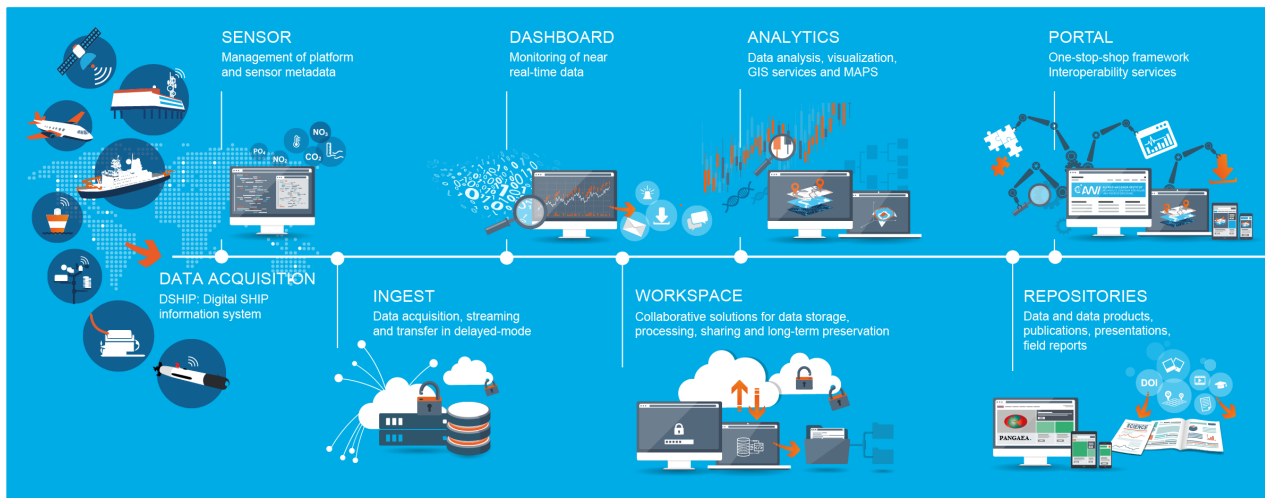 SENSOR
Management of platform
and sensor metadata
DASHBOARD
Monitoring of near
real-time data
ANALYTICS
Data analysis, visualization,
GIS services and MAPS
PORTAL
One-stop-shop framework
Interoperability services
PO₄
NO₃
CO₂
DATA ACQUISITION
DSHIP: Digital SHIP
information system
INGEST
Data acquisition, streaming
and transfer in delayed-mode
WORKSPACE
Collaborative solutions for data storage,
processing, sharing and long-term preservation
REPOSITORIES
Data and data products,
publications, presentations,
field reports
DOI
PANGAEA.
SCIENCE